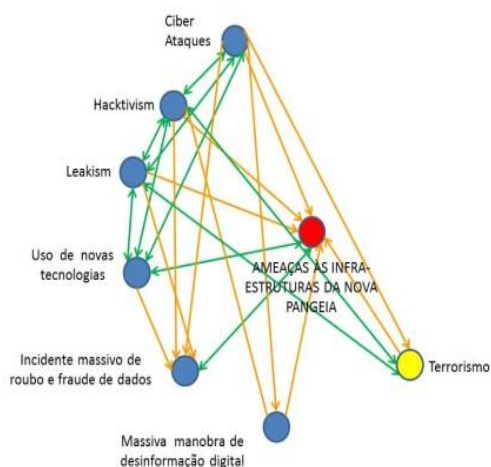 Ciber
Ataques
Hacktivism
Leakism
Uso de novas
tecnologias
AMEAÇAS ÀS INFRA-
ESTRUTURAS DA NOVA
PANGEIA
Incidente massivo de
roubo e fraude de dados
Terrorismo
Massiva manobra de
desinformação digital